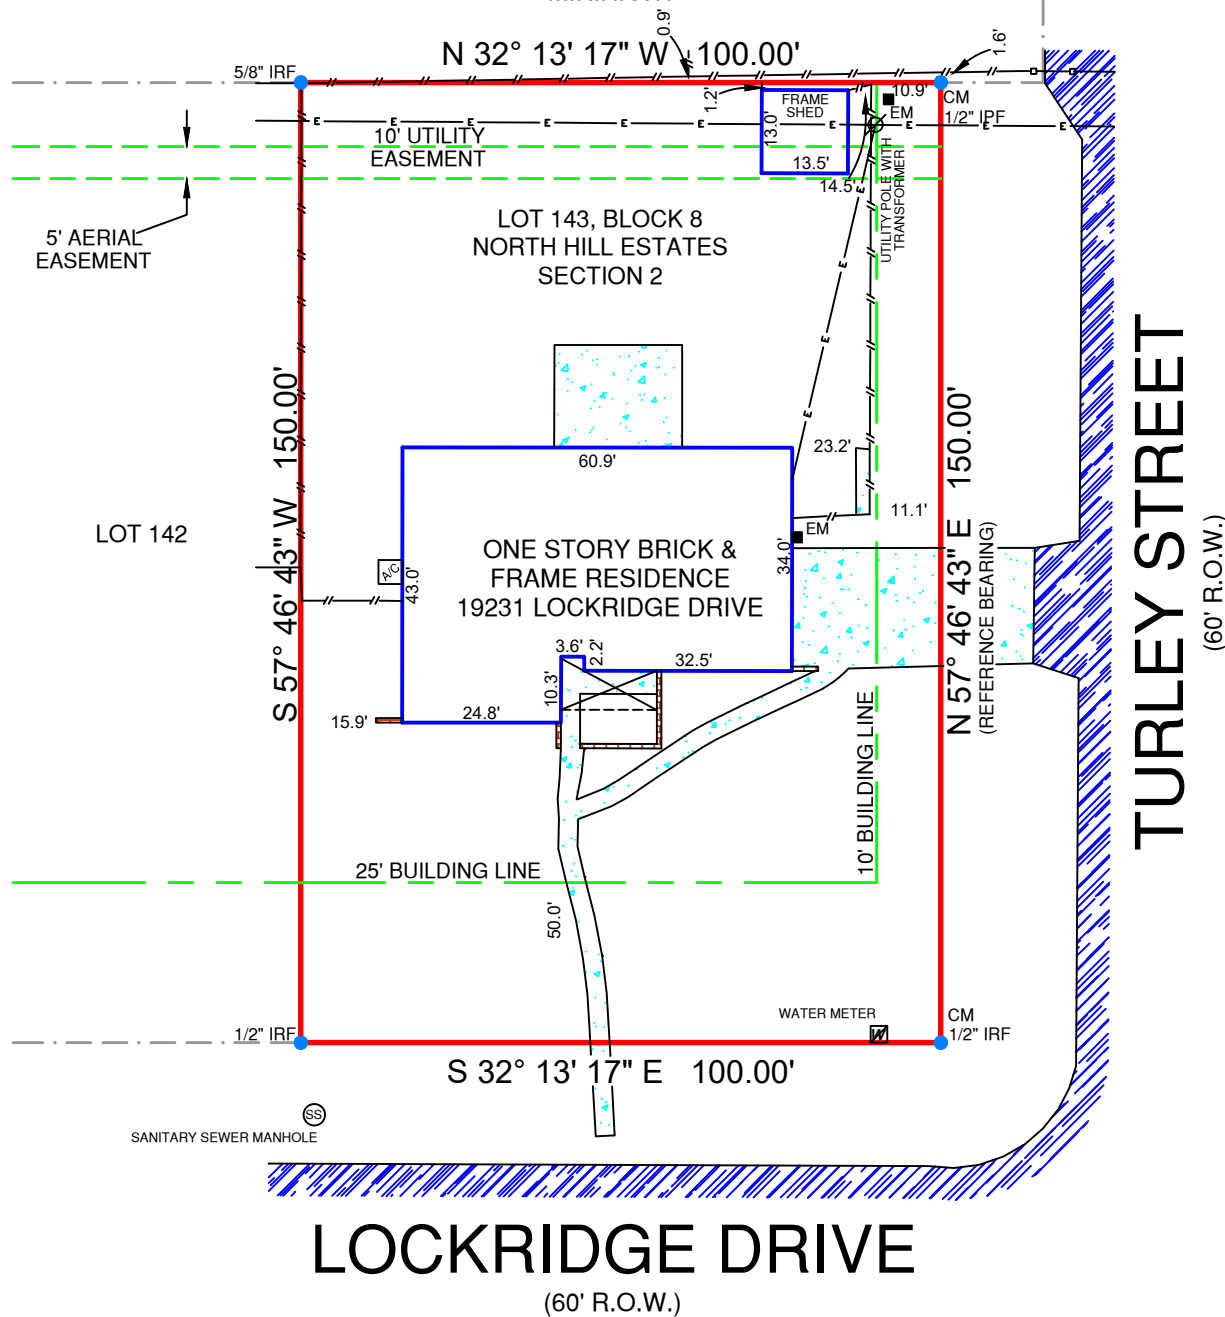 N 32° 13' 17" W 100.00'
0.9'
1.6'
5/8" IRF
CM
1/2" IPF
1.2'
FRAME
SHED
13.0'
13.5'
14.5'
10.9'
EM
E E E E E E E E E E
10' UTILITY
EASEMENT
5' AERIAL
EASEMENT
UTILITY POLE WITH
TRANSFORMER
LOT 143, BLOCK 8
NORTH HILL ESTATES
SECTION 2
E
E
E
S 57° 46' 43" W 150.00'
N 57° 46' 43" E 150.00'
(REFERENCE BEARING)
TURLEY STREET
(60' R.O.W.)
LOT 142
60.9'
23.2'
11.1'
EM
34.0'
A/C
43.0'
ONE STORY BRICK &
FRAME RESIDENCE
19231 LOCKRIDGE DRIVE
3.6'
2.2'
32.5'
10.3'
15.9'
24.8'
10' BUILDING LINE
25' BUILDING LINE
50.0'
WATER METER
W
1/2" IRF
CM
1/2" IRF
S 32° 13' 17" E 100.00'
SS
SANITARY SEWER MANHOLE
LOCKRIDGE DRIVE
(60' R.O.W.)